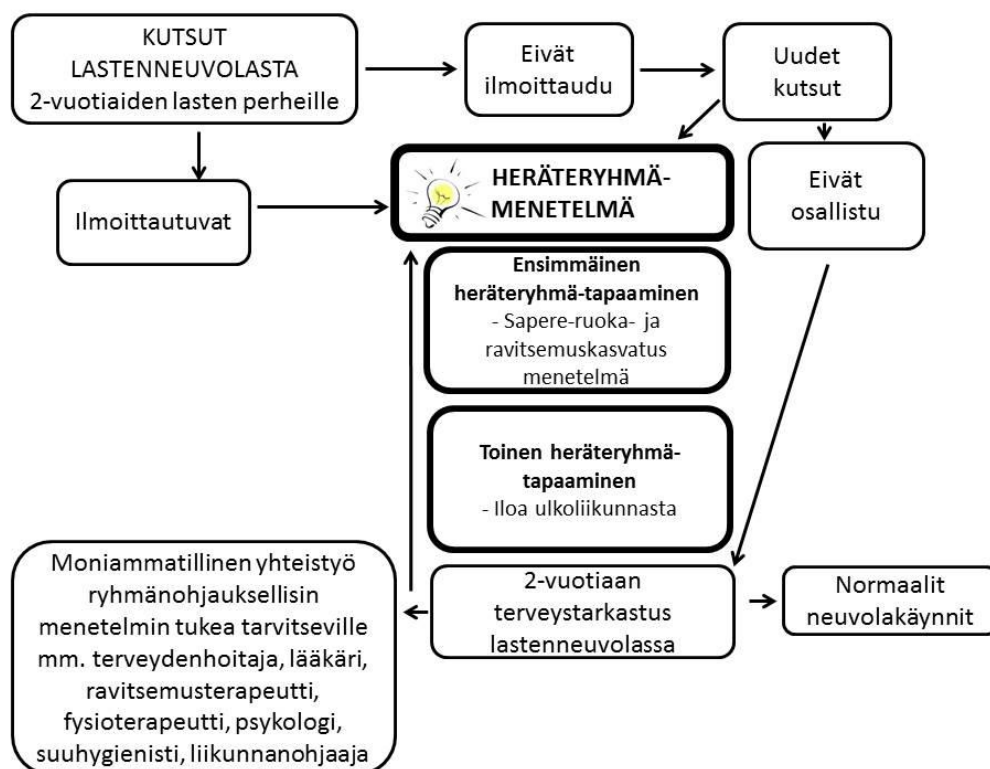 KUTSUT
LASTENNEUVOLASTA
2-vuotiaiden lasten perheille
Eivät
ilmoittaudu
Uudet
kutsut
Ilmoittautuvat
HERÄTERYHMÄ-
MENETELMÄ
Eivät
osallistu
Ensimmäinen
heräteryhmä-tapaaminen
- Sapere-ruoka- ja
ravitsemuskasvatus
menetelmä
Toinen heräteryhmä-
tapaaminen
- Iloa ulkoliikunnasta
Moniammatillinen yhteistyö
ryhmänohjauksellisin
menetelmin tukea tarvitseville
mm. terveydenhoitaja, lääkäri,
ravitsemusterapeutti,
fysioterapeutti, psykologi,
suuhygienisti, liikunnanohjaaja
2-vuotiaan
terveystarkastus
lastenneuvolassa
Normaalit
neuvolakäynnit